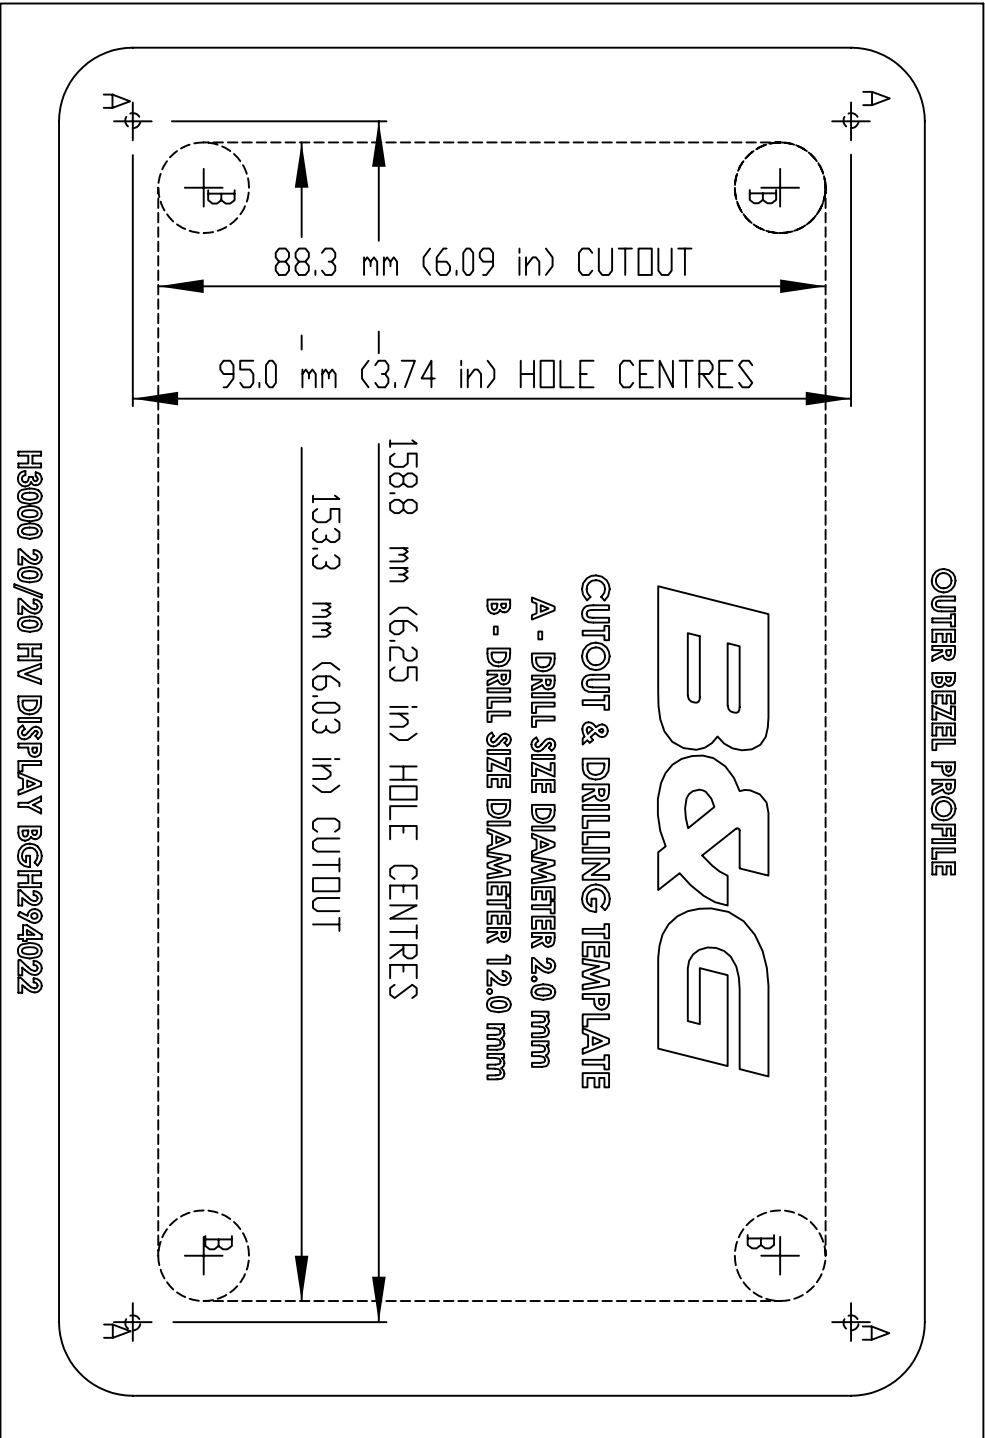 OUTER BEZEL PROFILE
A
A
A
A
B
B
B
B
B&G
CUTOUT & DRILLING TEMPLATE
A - DRILL SIZE DIAMETER 2.0 mm
B - DRILL SIZE DIAMETER 12.0 mm
88.3 mm (6.09 in) CUTOUT
95.0 mm (3.74 in) HOLE CENTRES
158.8 mm (6.25 in) HOLE CENTRES
153.3 mm (6.03 in) CUTOUT
H3000 20/20 HV DISPLAY BGH294022